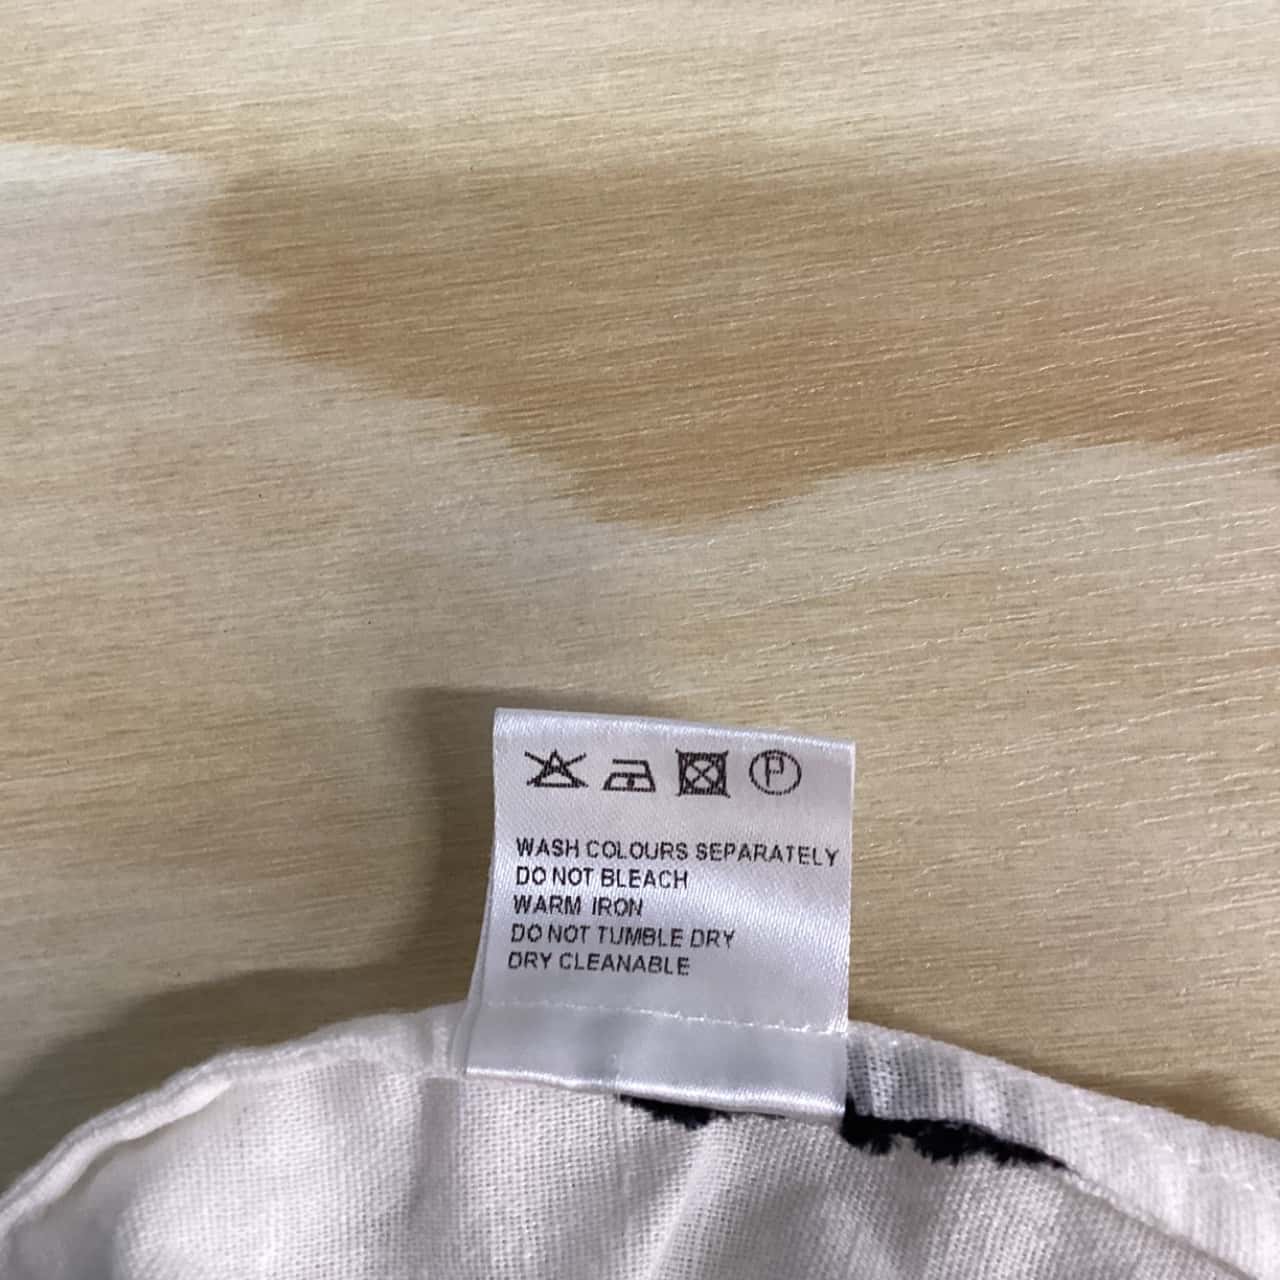 P
WASH COLOURS SEPARATELY
DO NOT BLEACH
WARM IRON
DO NOT TUMBLE DRY
DRY CLEANABLE